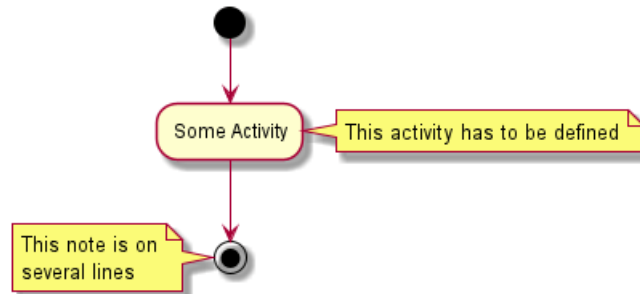 Some Activity
This activity has to be defined
This note is on
several lines